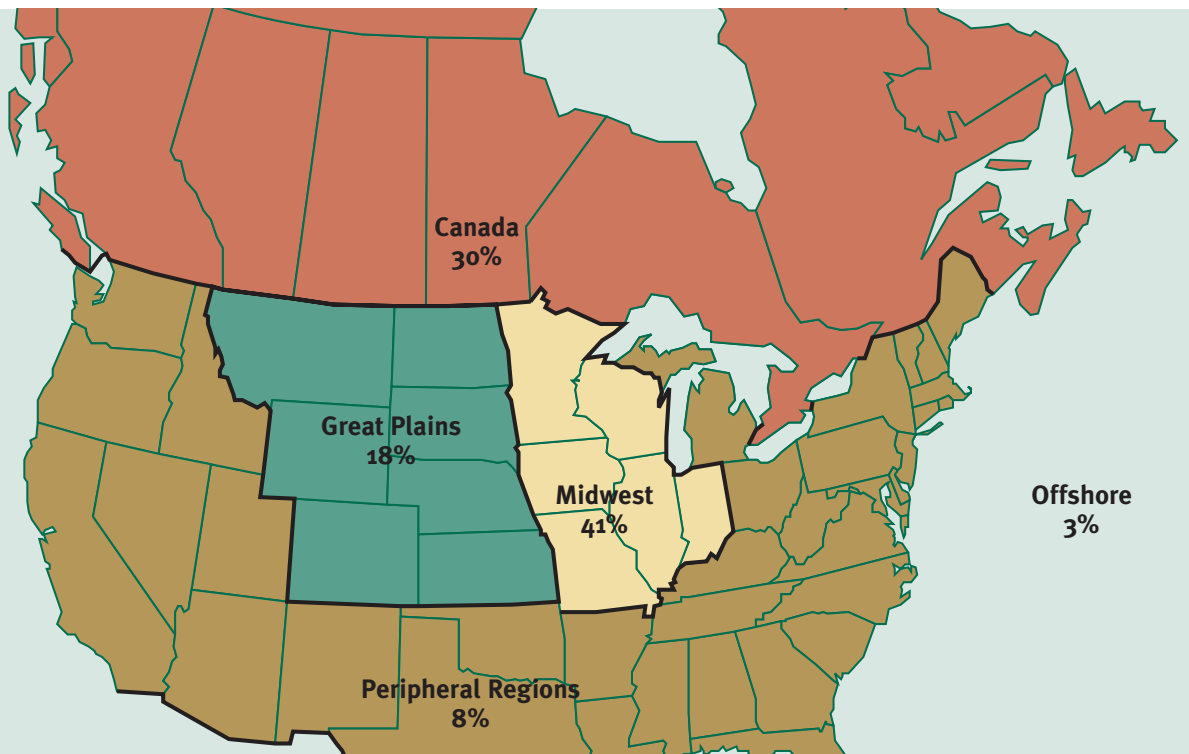 Canada
30%
Great Plains
18%
Midwest
41%
Offshore
3%
Peripheral Regions
8%